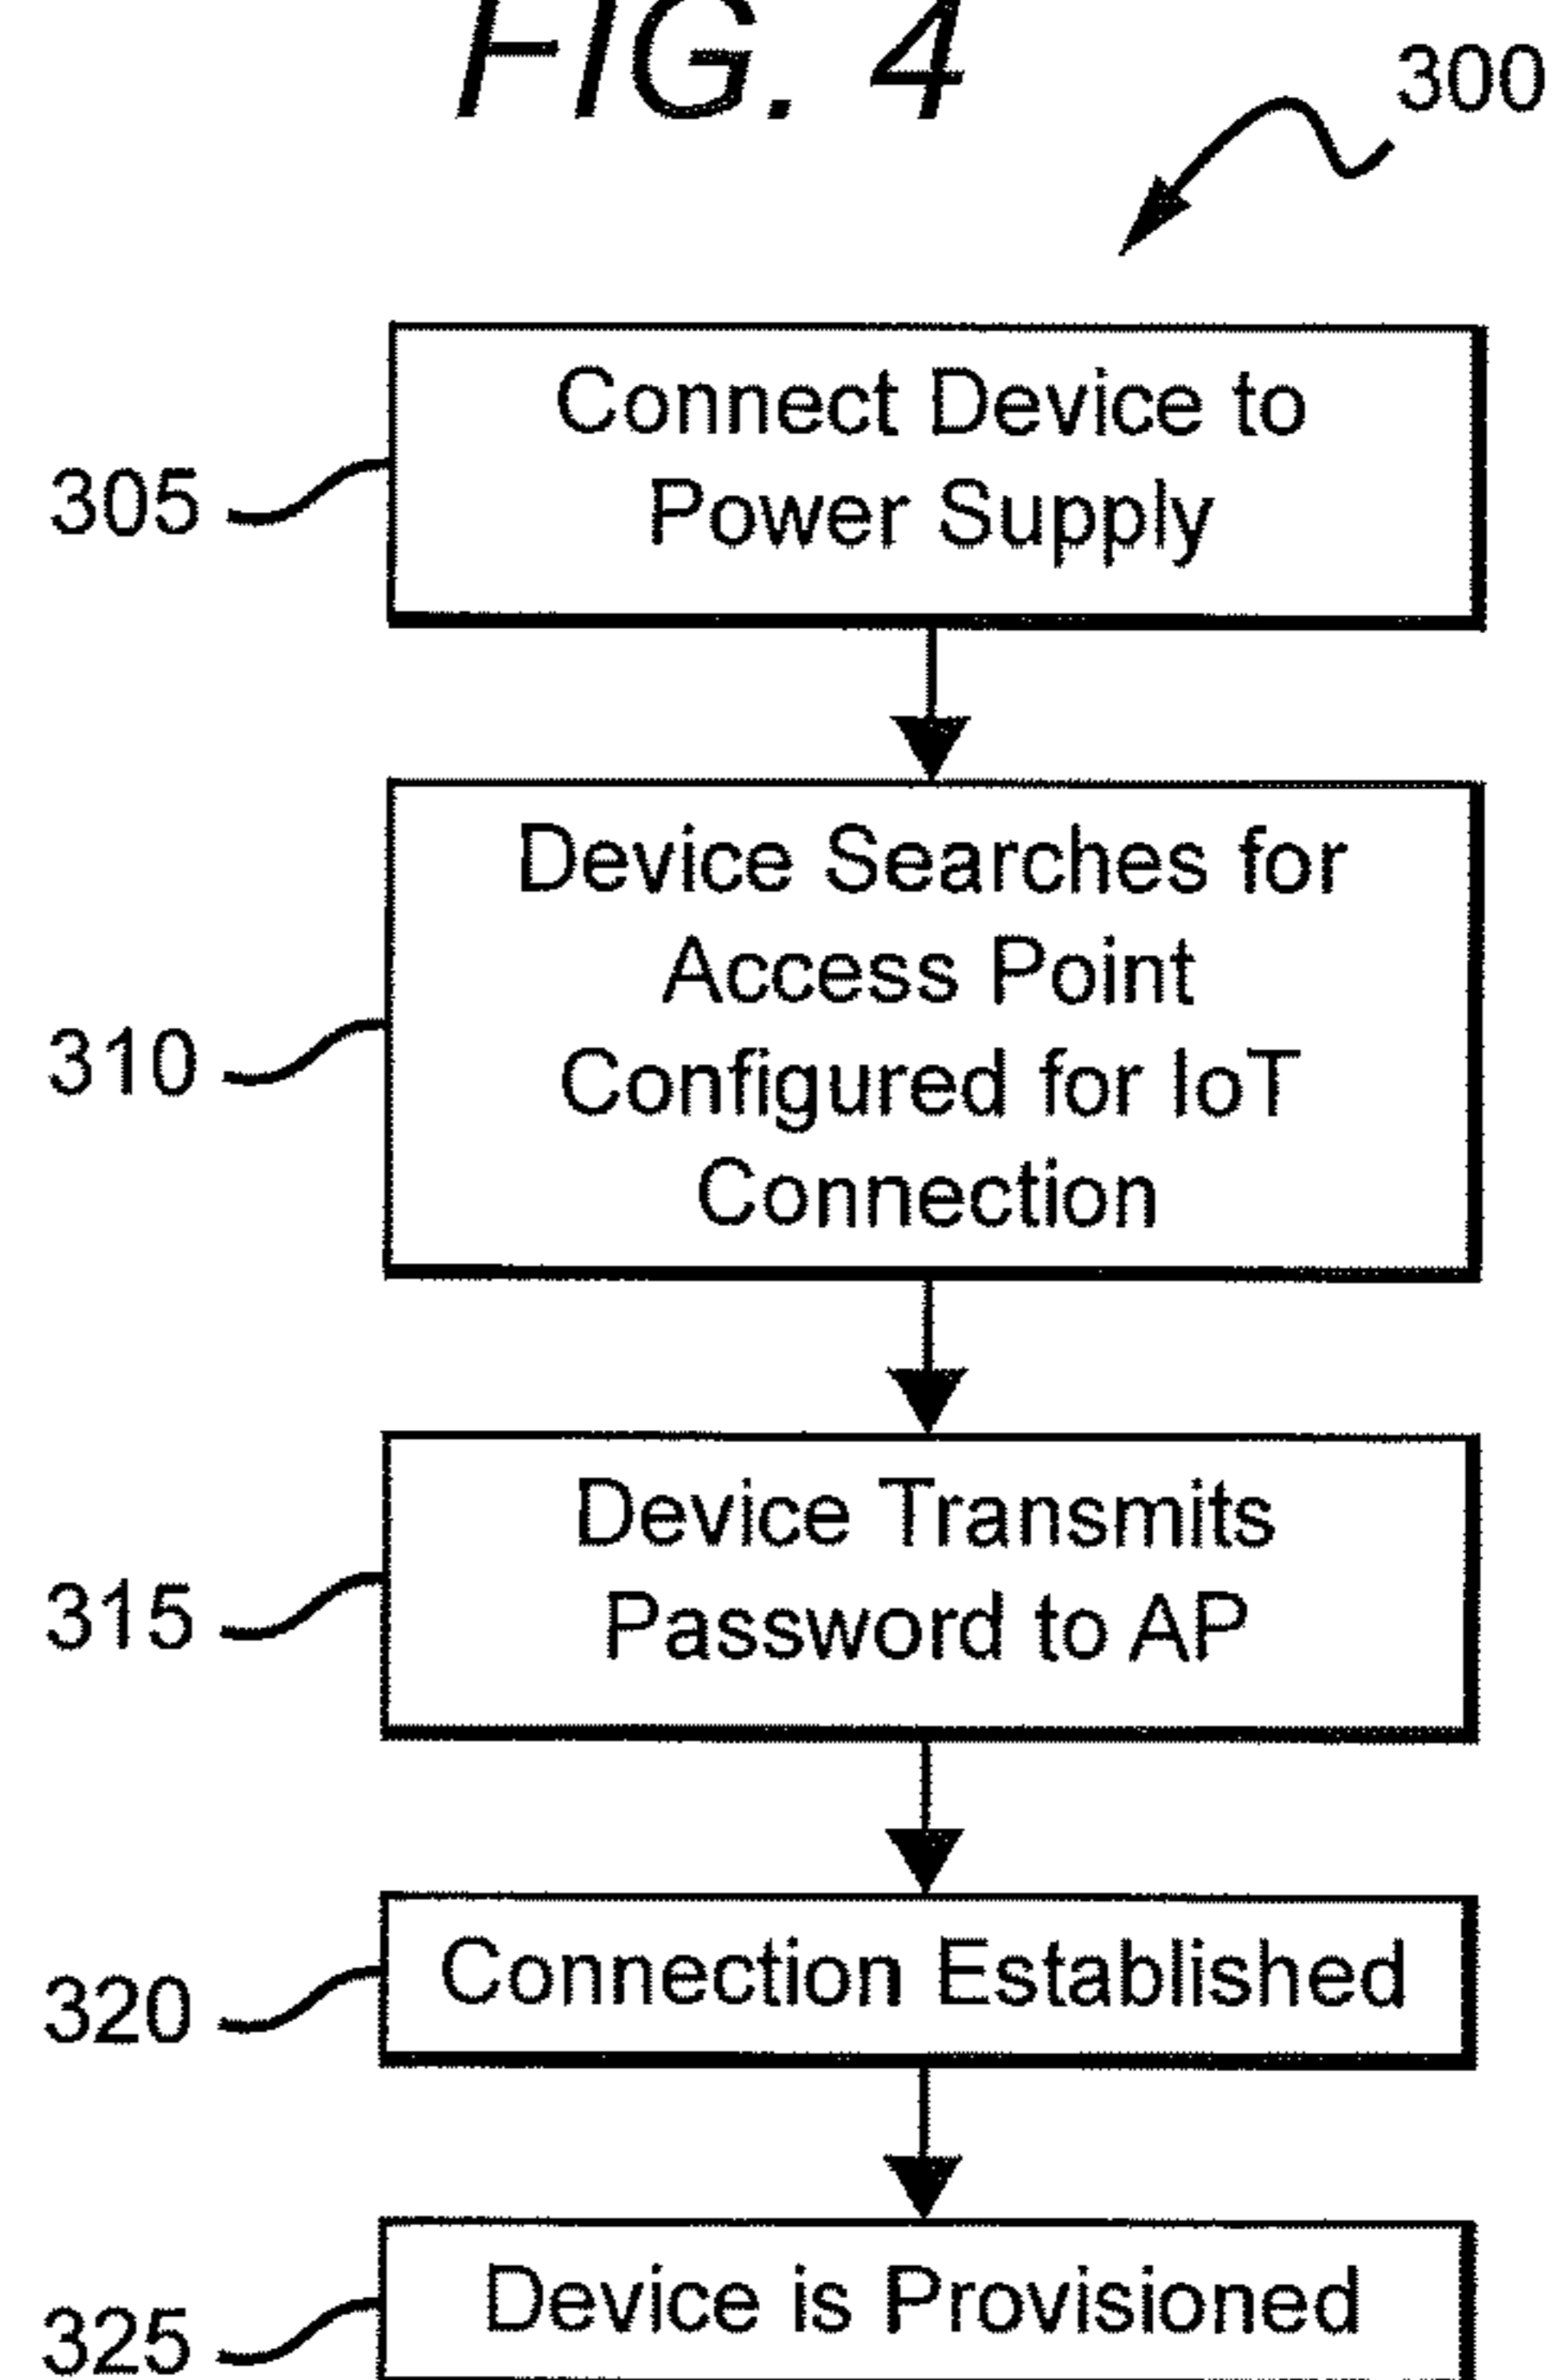 FIG. 4
300
305
Connect Device to
Power Supply
310
Device Searches for
Access Point
Configured for IoT
Connection
315
Device Transmits
Password to AP
320
Connection Established
325
Device is Provisioned